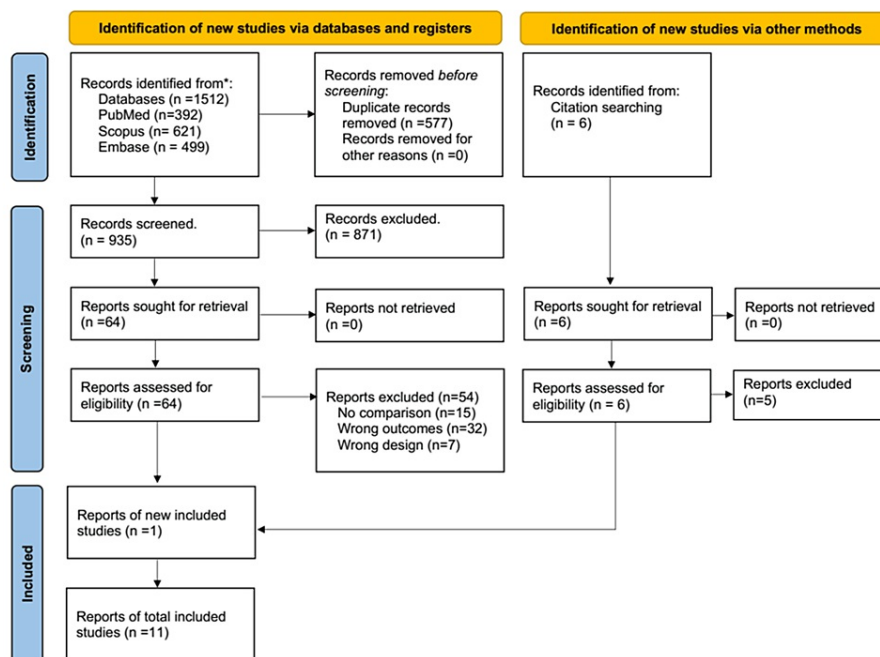 Identification of new studies via databases and registers
Identification of new studies via other methods
Identification
Records identified from*:
Databases (n =1512)
PubMed (n=392)
Scopus (n= 621)
Embase (n = 499)
Records removed before
screening:
Duplicate records
removed (n =577)
Records removed for
other reasons (n =0)
Records identified from:
Citation searching
(n = 6)
Screening
Records screened.
(n = 935)
Records excluded.
(n = 871)
Reports sought for retrieval
(n =64)
Reports not retrieved
(n =0)
Reports sought for retrieval
(n =6)
Reports not retrieved
(n =0)
Reports assessed for
eligibility (n =64)
Reports excluded (n=54)
No comparison (n=15)
Wrong outcomes (n=32)
Wrong design (n=7)
Reports assessed for
eligibility (n = 6)
Reports excluded
(n=5)
Included
Reports of new included
studies (n =1)
Reports of total included
studies (n =11)